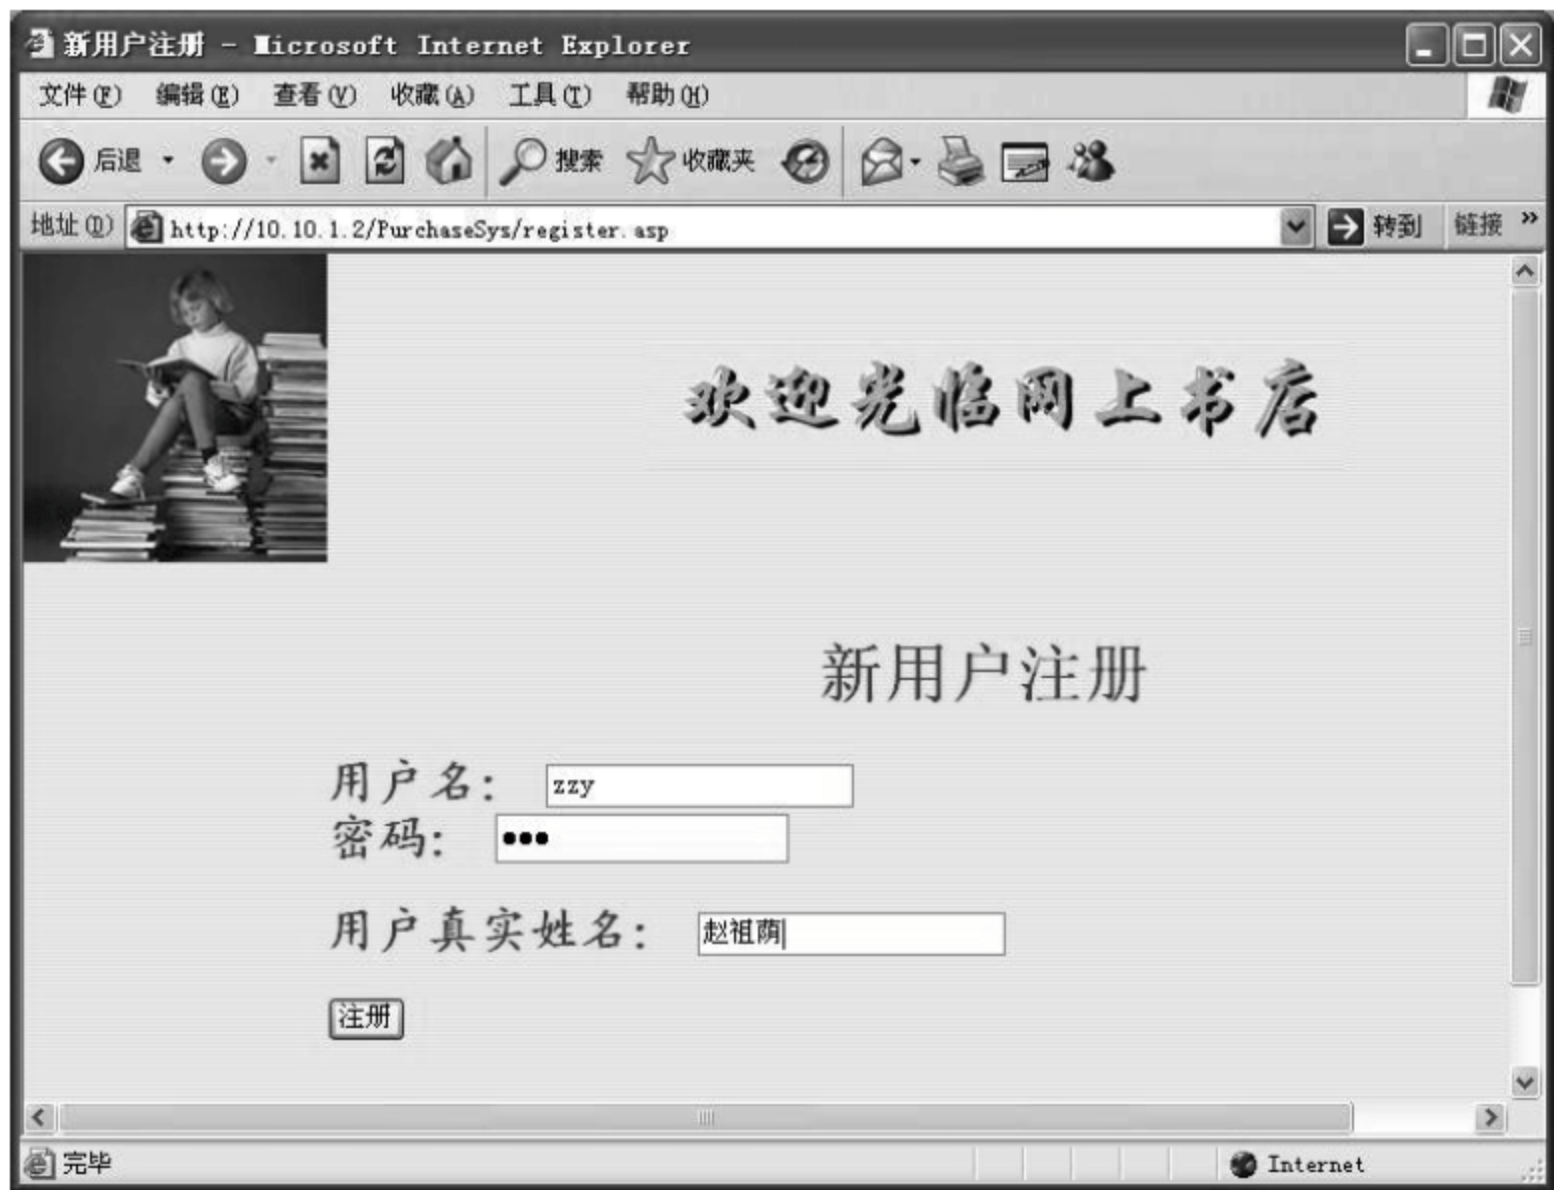 新用户注册 - Microsoft Internet Explorer
文件(F) 编辑(E) 查看(V) 收藏(A) 工具(T) 帮助(H)
后退 搜索 收藏夹
地址(D) http://10.10.1.2/PurchaseSys/register.asp 转到 链接 »
欢迎光临网上书店
新用户注册
用户名： zzy
密码： •••
用户真实姓名： 赵祖荫
注册
完毕 Internet